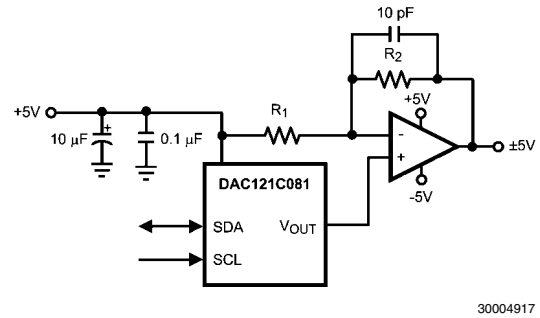 10 pF
R2
+5V
R1
+5V
10 µF
+
0.1 µF
-
+
±5V
-5V
DAC121C081
SDA
VOUT
SCL
30004917